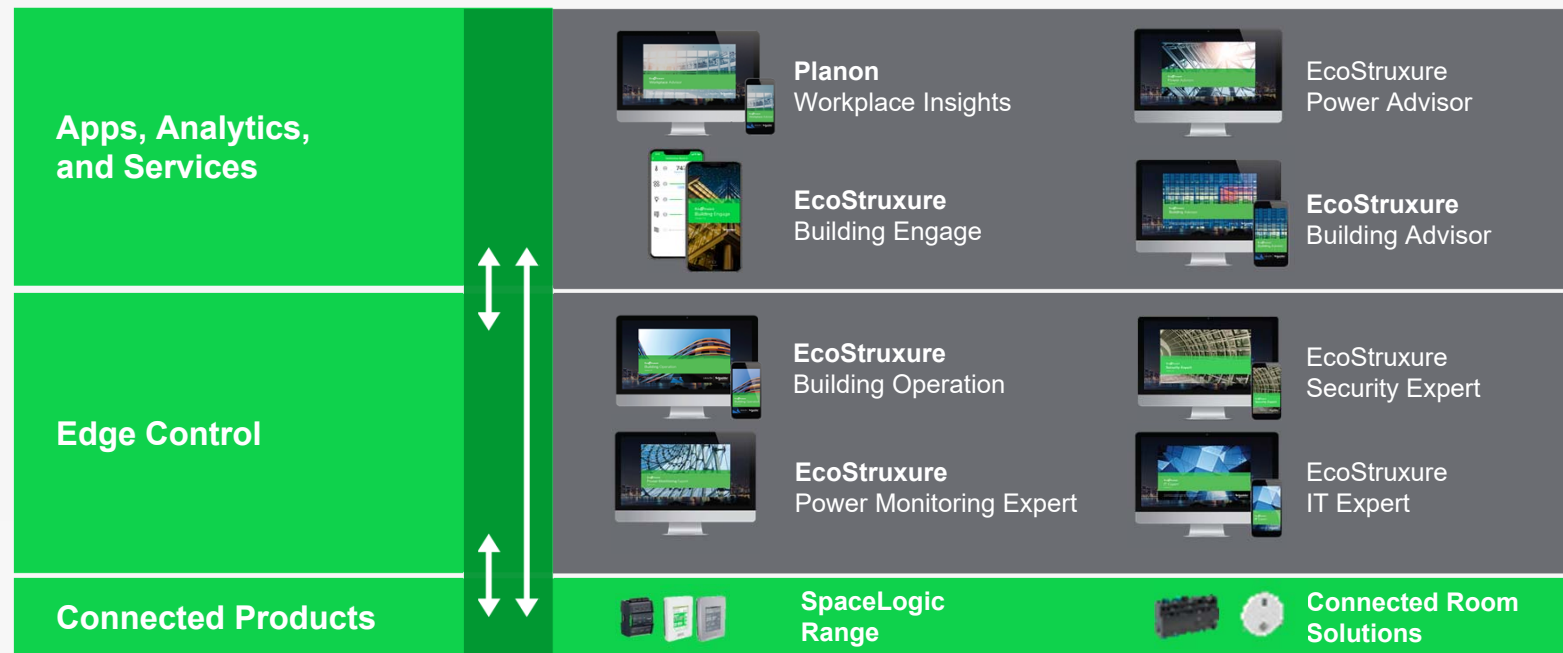 Apps, Analytics,
and Services
Planon
Workplace Insights
EcoStruxure
Power Advisor
EcoStruxure
Building Engage
EcoStruxure
Building Advisor
Edge Control
EcoStruxure
Building Operation
EcoStruxure
Security Expert
EcoStruxure
Power Monitoring Expert
EcoStruxure
IT Expert
Connected Products
SpaceLogic
Range
Connected Room
Solutions